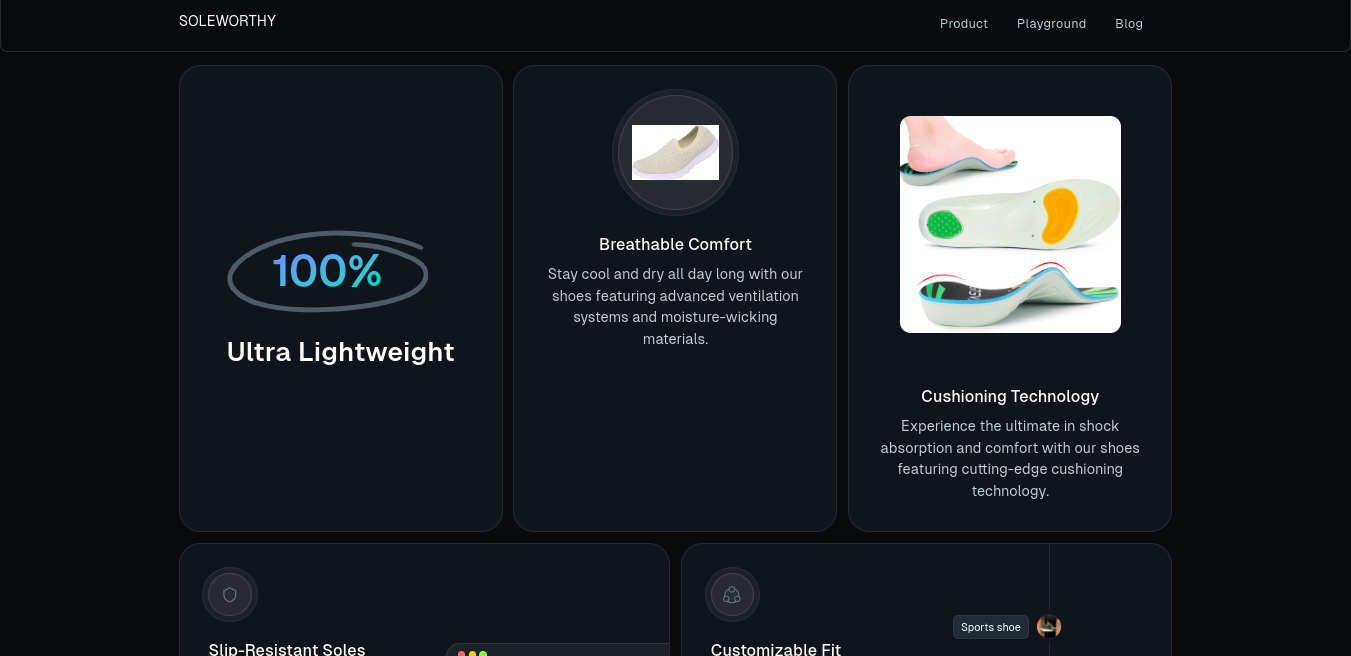 SOLEWORTHY
Product
Playground
Blog
100%
Ultra Lightweight
Breathable Comfort
Stay cool and dry all day long with our
shoes featuring advanced ventilation
systems and moisture-wicking
materials.
Cushioning Technology
Experience the ultimate in shock
absorption and comfort with our shoes
featuring cutting-edge cushioning
technology.
Slip-Resistant Soles
Customizable Fit
Sports shoe